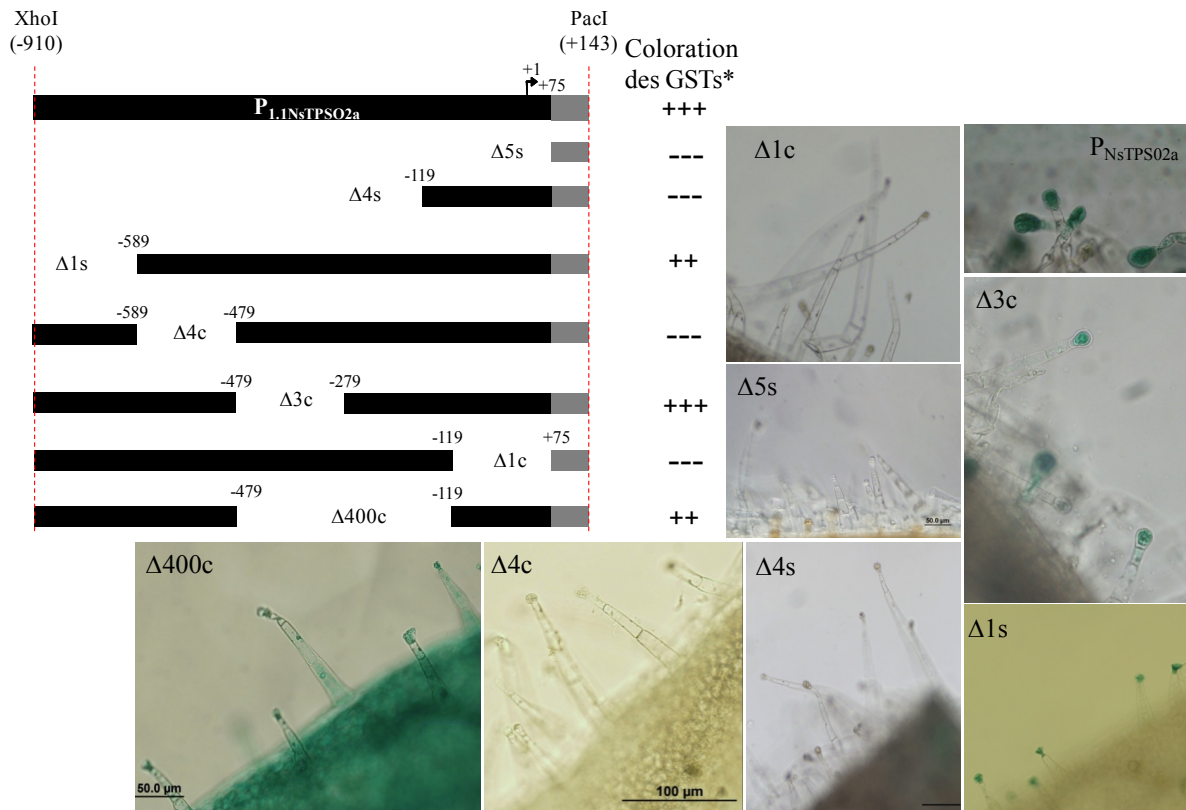 XhoI
(-910)
PacI
(+143)
Coloration
des GSTs*
+1
+75
P1.1NsTPSO2a
+++
Δ5s
---
-119
Δ4s
---
-589
Δ1s
++
-589
-479
Δ4c
---
-479
-279
Δ3c
+++
-119
+75
Δ1c
---
-479
-119
Δ400c
++
Δ1c
PNsTPS02a
Δ3c
Δ5s
50.0 µm
Δ400c
50.0 µm
Δ4c
100 µm
Δ4s
Δ1s